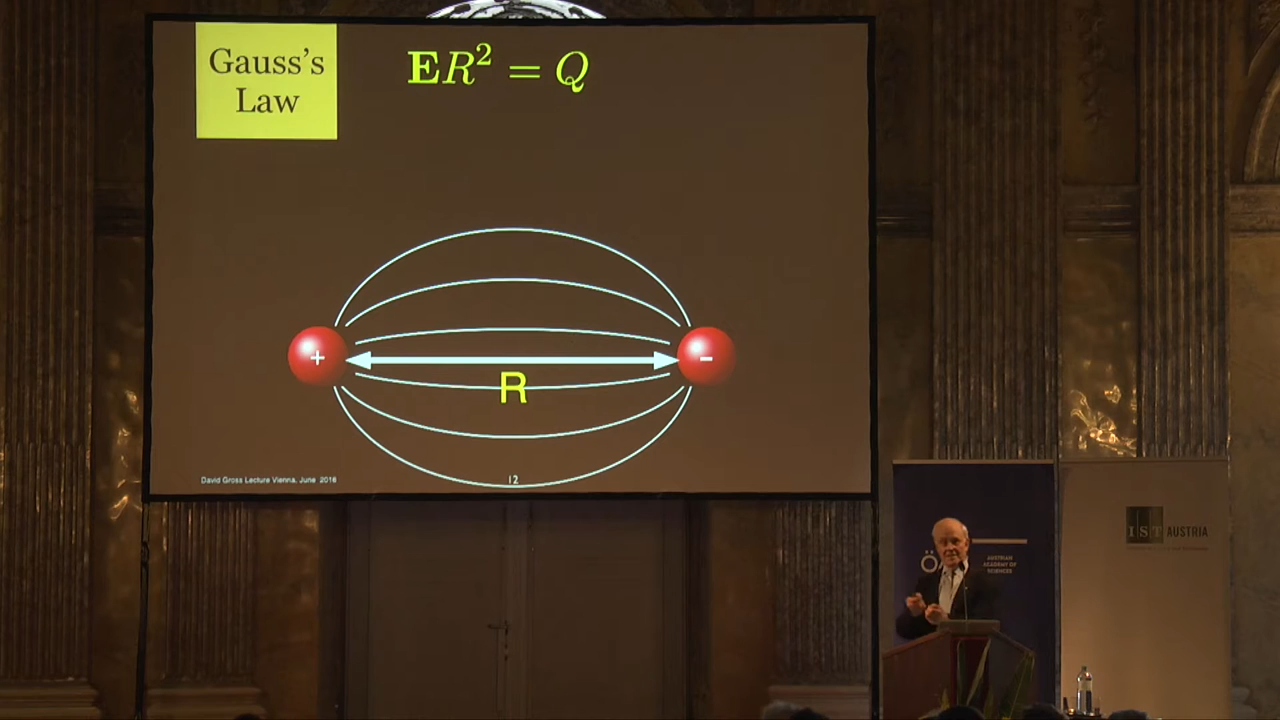 Gauss's
Law
ER² = Q
+
-
R
David Gross Lecture Vienna, June 2016
12
AUSTRIAN
ACADEMY OF
SCIENCES
IST AUSTRIA